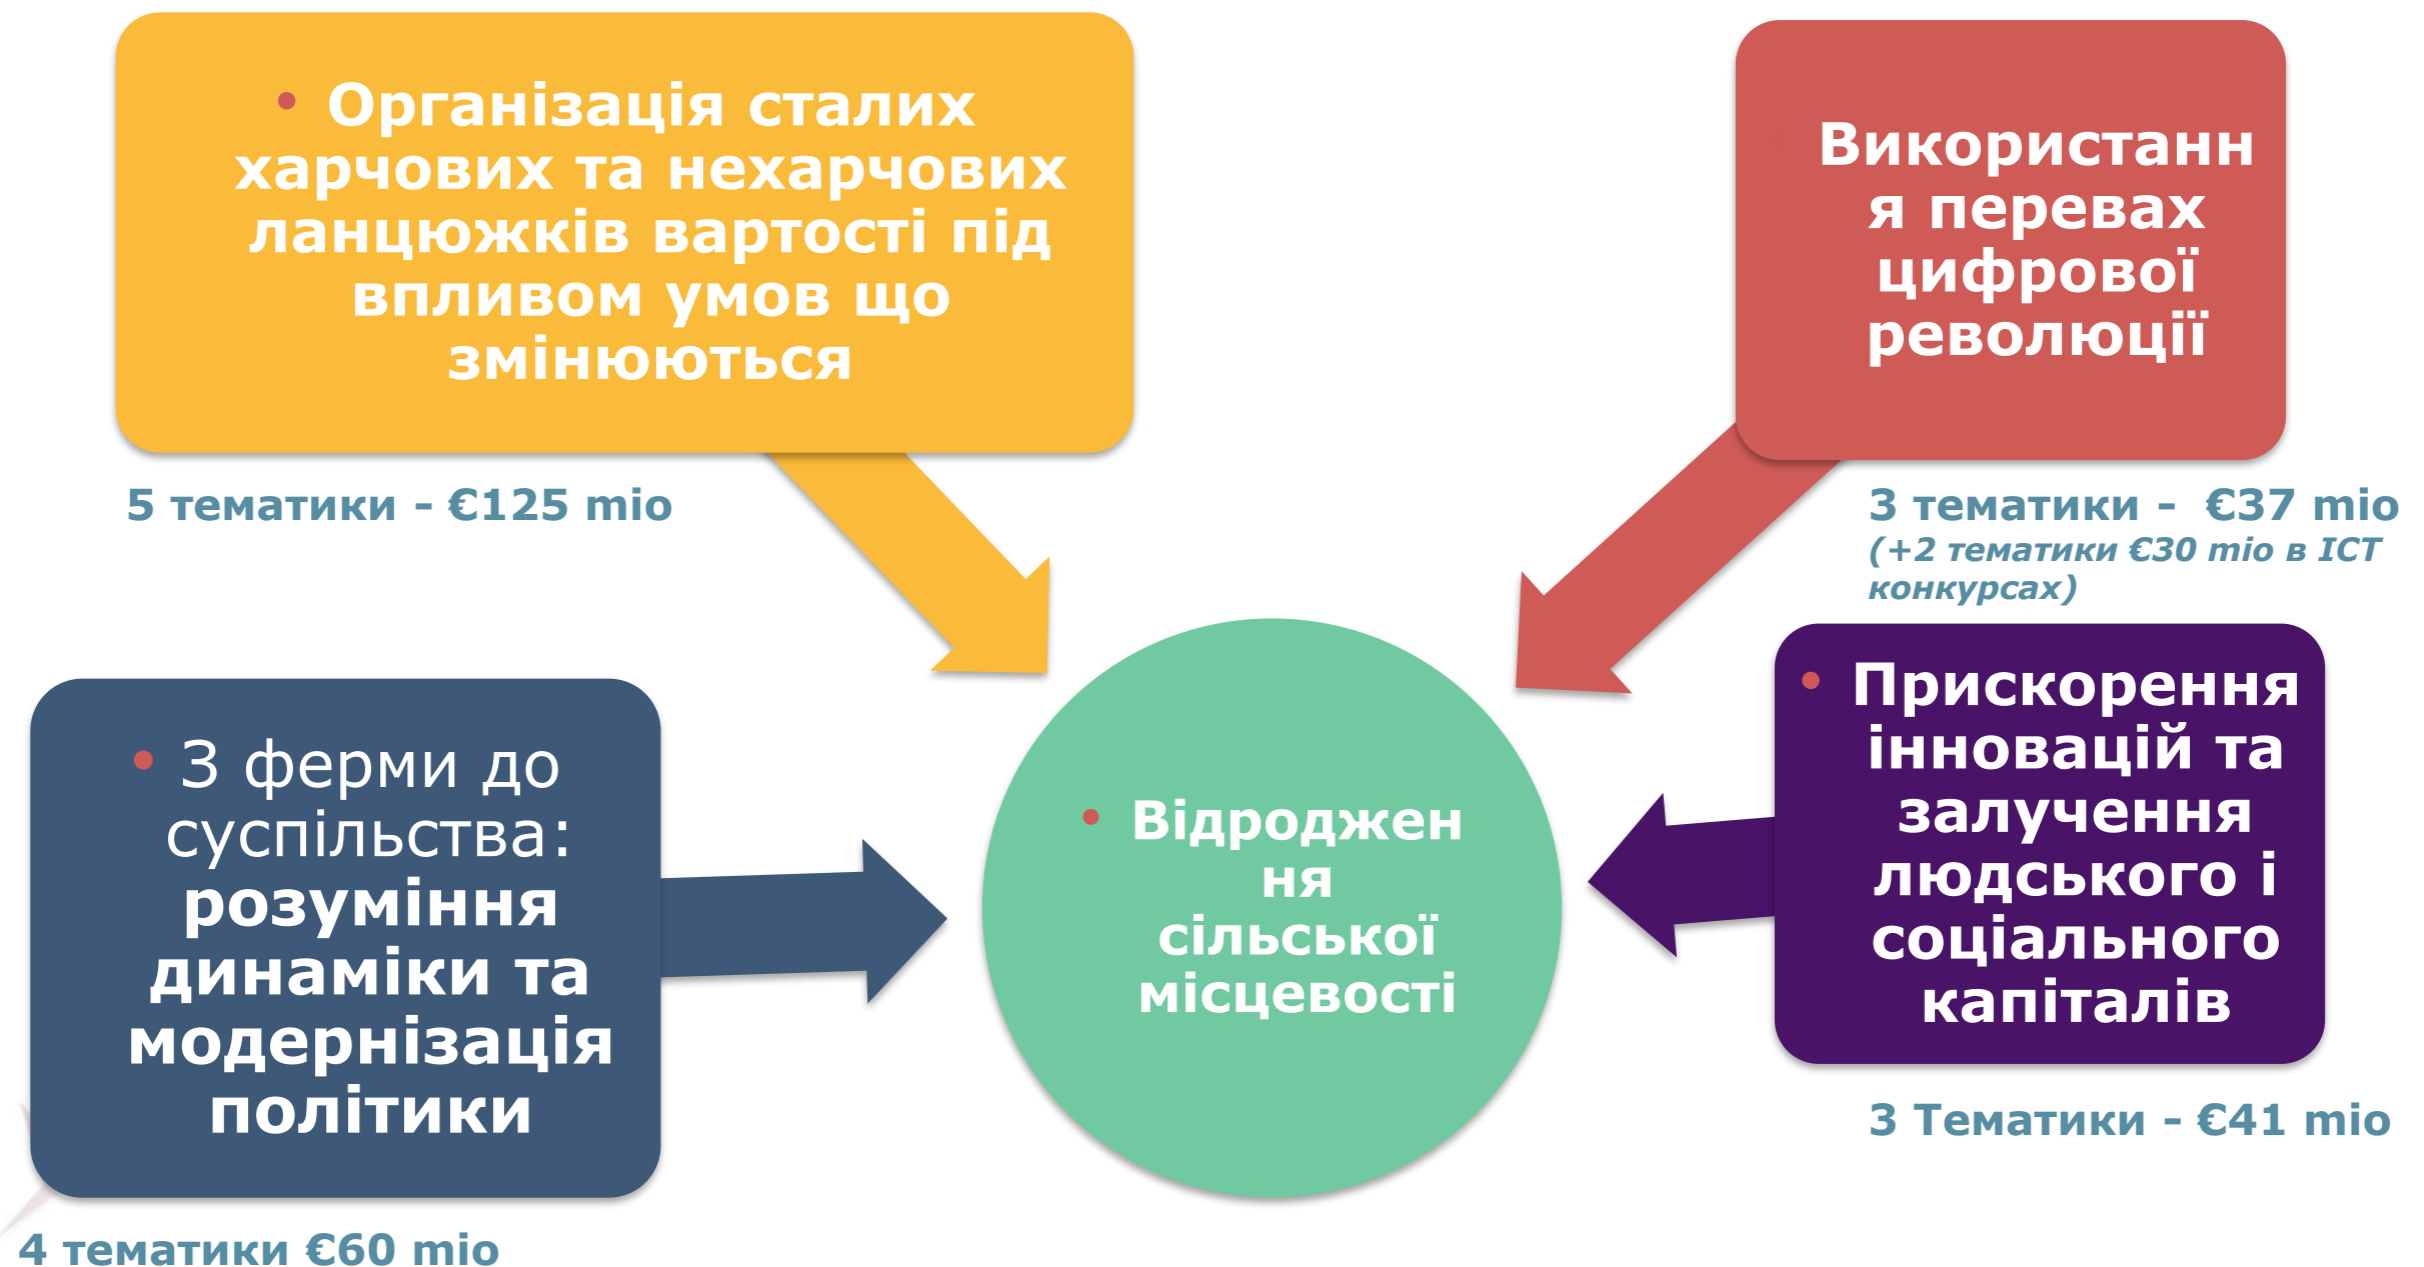 • Організація сталих
харчових та нехарчових
ланцюжків вартості під
впливом умов що
змінюються
5 тематики - €125 mio
Використанн
я перевах
цифрової
революції
3 тематики - €37 mio
(+2 тематики €30 mio в ICT
конкурсах)
• З ферми до
суспільства:
розуміння
динаміки та
модернізація
політики
4 тематики €60 mio
• Відроджен
ня
сільської
місцевості
• Прискорення
інновацій та
залучення
людського і
соціального
капіталів
3 Тематики - €41 mio